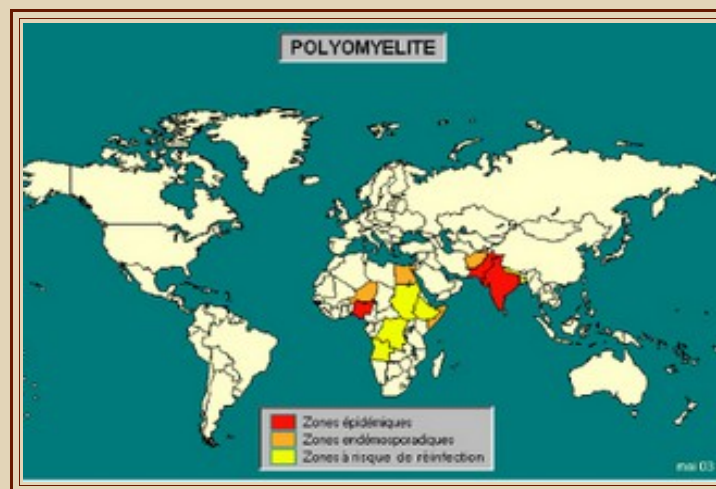 POLYOMYELITE
Zones épidémiques
Zones endémosporadiques
Zones à risque de réinfection
mai 03